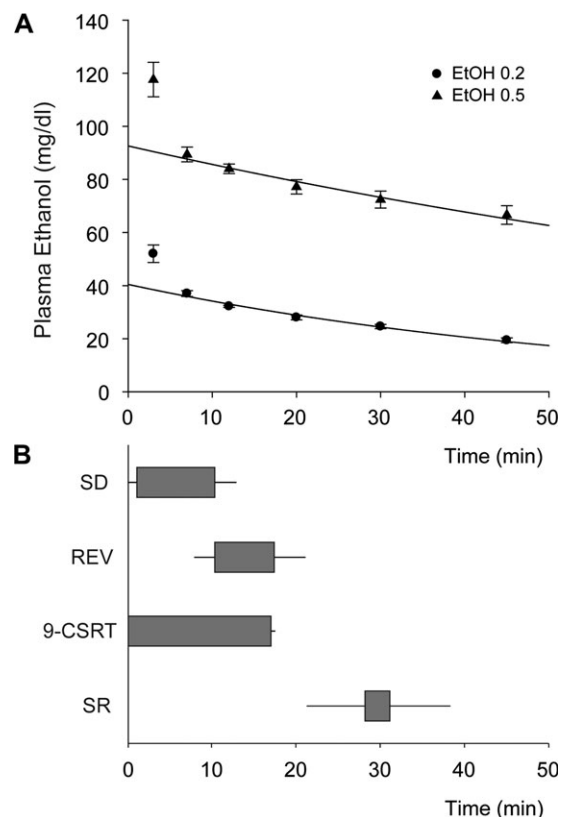 A
140
120
100
80
60
40
20
0
Plasma Ethanol (mg/dl)
EtOH 0.2
EtOH 0.5
0 10 20 30 40 50
Time (min)
B
SD
REV
9-CSRT
SR
0 10 20 30 40 50
Time (min)